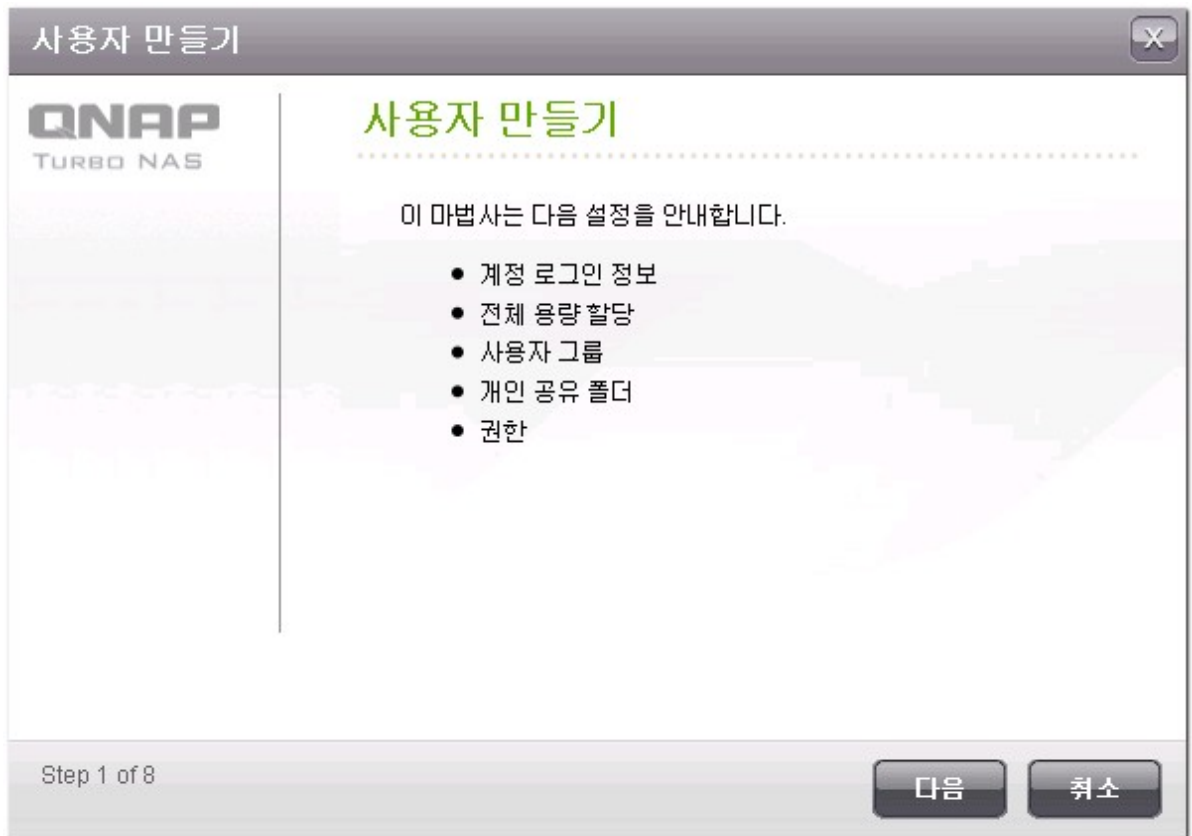 사용자 만들기
X
QNAP
TURBO NAS
사용자 만들기
이 마법사는 다음 설정을 안내합니다.
• 계정 로그인 정보
• 전체 용량 할당
• 사용자 그룹
• 개인 공유 폴더
• 권한
Step 1 of 8
다음
취소